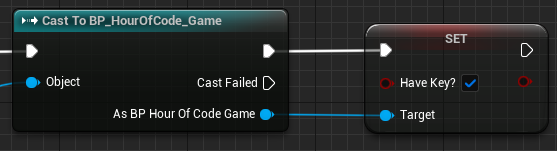 Cast To BP_HourOfCode_Game
SET
Cast Failed
Have Key?
Object
As BP Hour Of Code Game
Target